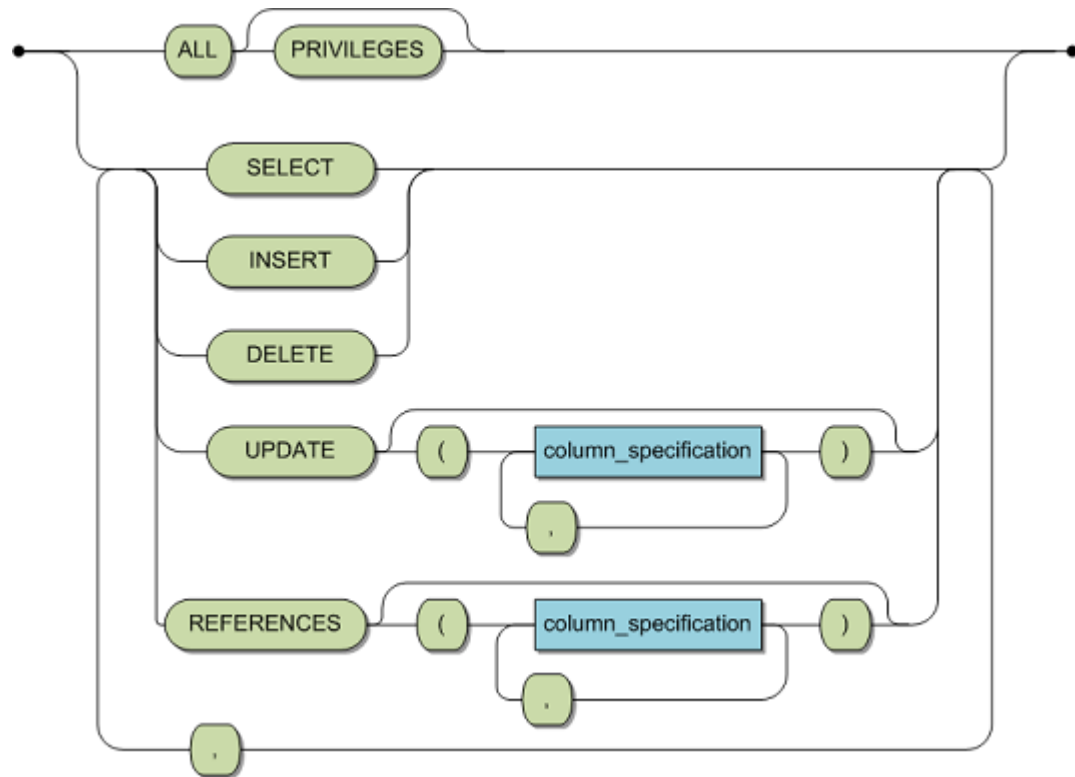 ALL PRIVILEGES
SELECT
INSERT
DELETE
UPDATE ( column_specification )
,
REFERENCES ( column_specification )
,
,